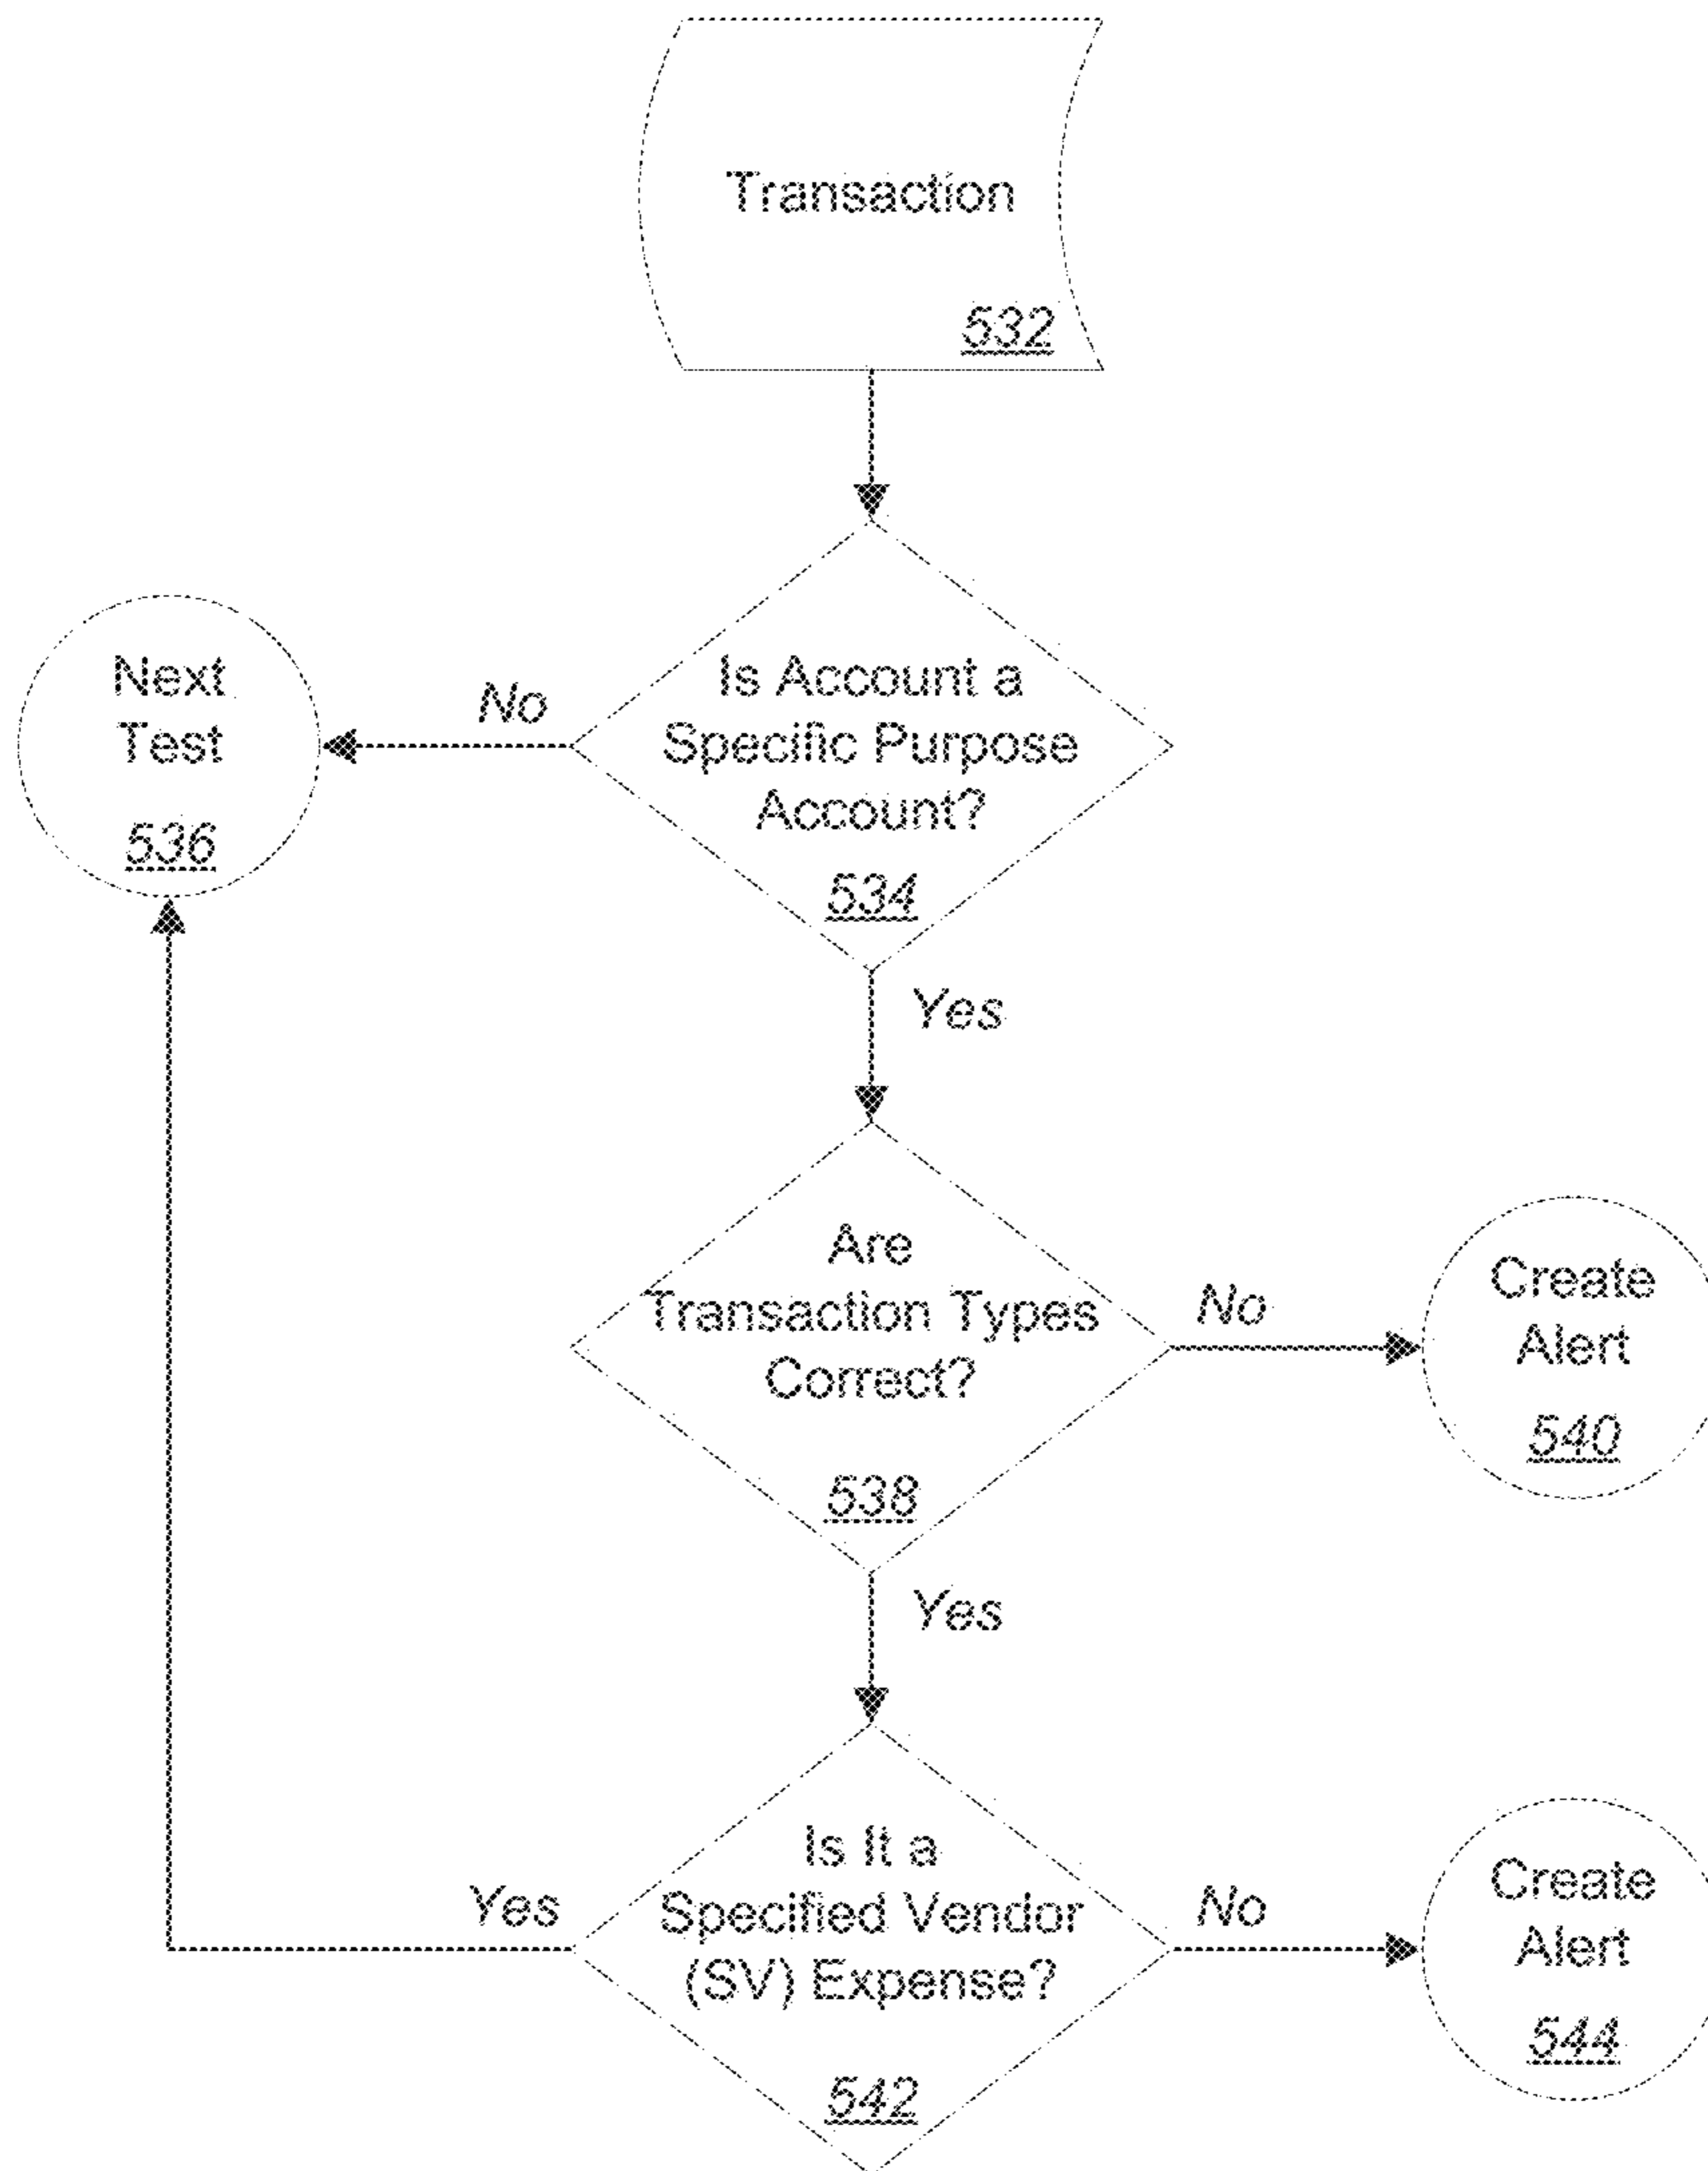 Transaction
532
Is Account a
Specific Purpose
Account?
534
No
Next
Test
536
Yes
Are
Transaction Types
Correct?
538
No
Create
Alert
540
Yes
Is It a
Specified Vendor
(SV) Expense?
542
Yes
No
Create
Alert
544